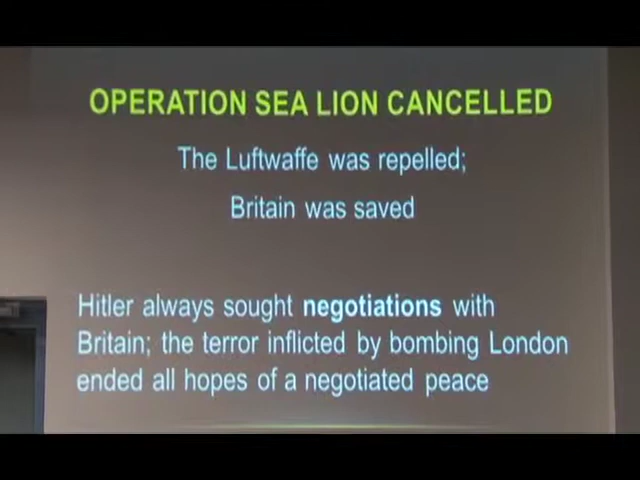 OPERATION SEA LION CANCELLED
The Luftwaffe was repelled;
Britain was saved
Hitler always sought negotiations with
Britain; the terror inflicted by bombing London
ended all hopes of a negotiated peace